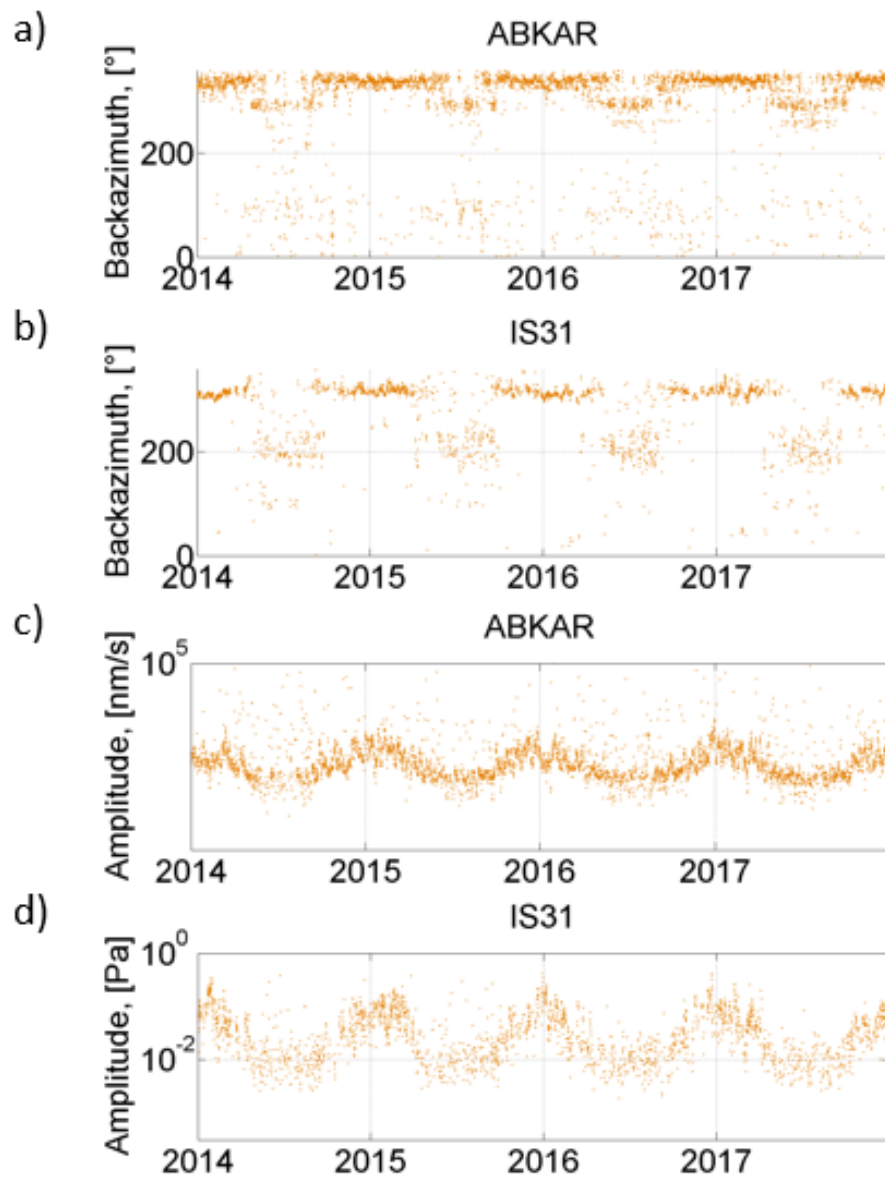 a)
ABKAR
Backazimuth, [°]
200
0
2014 2015 2016 2017
b)
IS31
Backazimuth, [°]
200
0
2014 2015 2016 2017
c)
ABKAR
Amplitude, [nm/s]
10^5
2014 2015 2016 2017
d)
IS31
Amplitude, [Pa]
10^0
10^-2
2014 2015 2016 2017